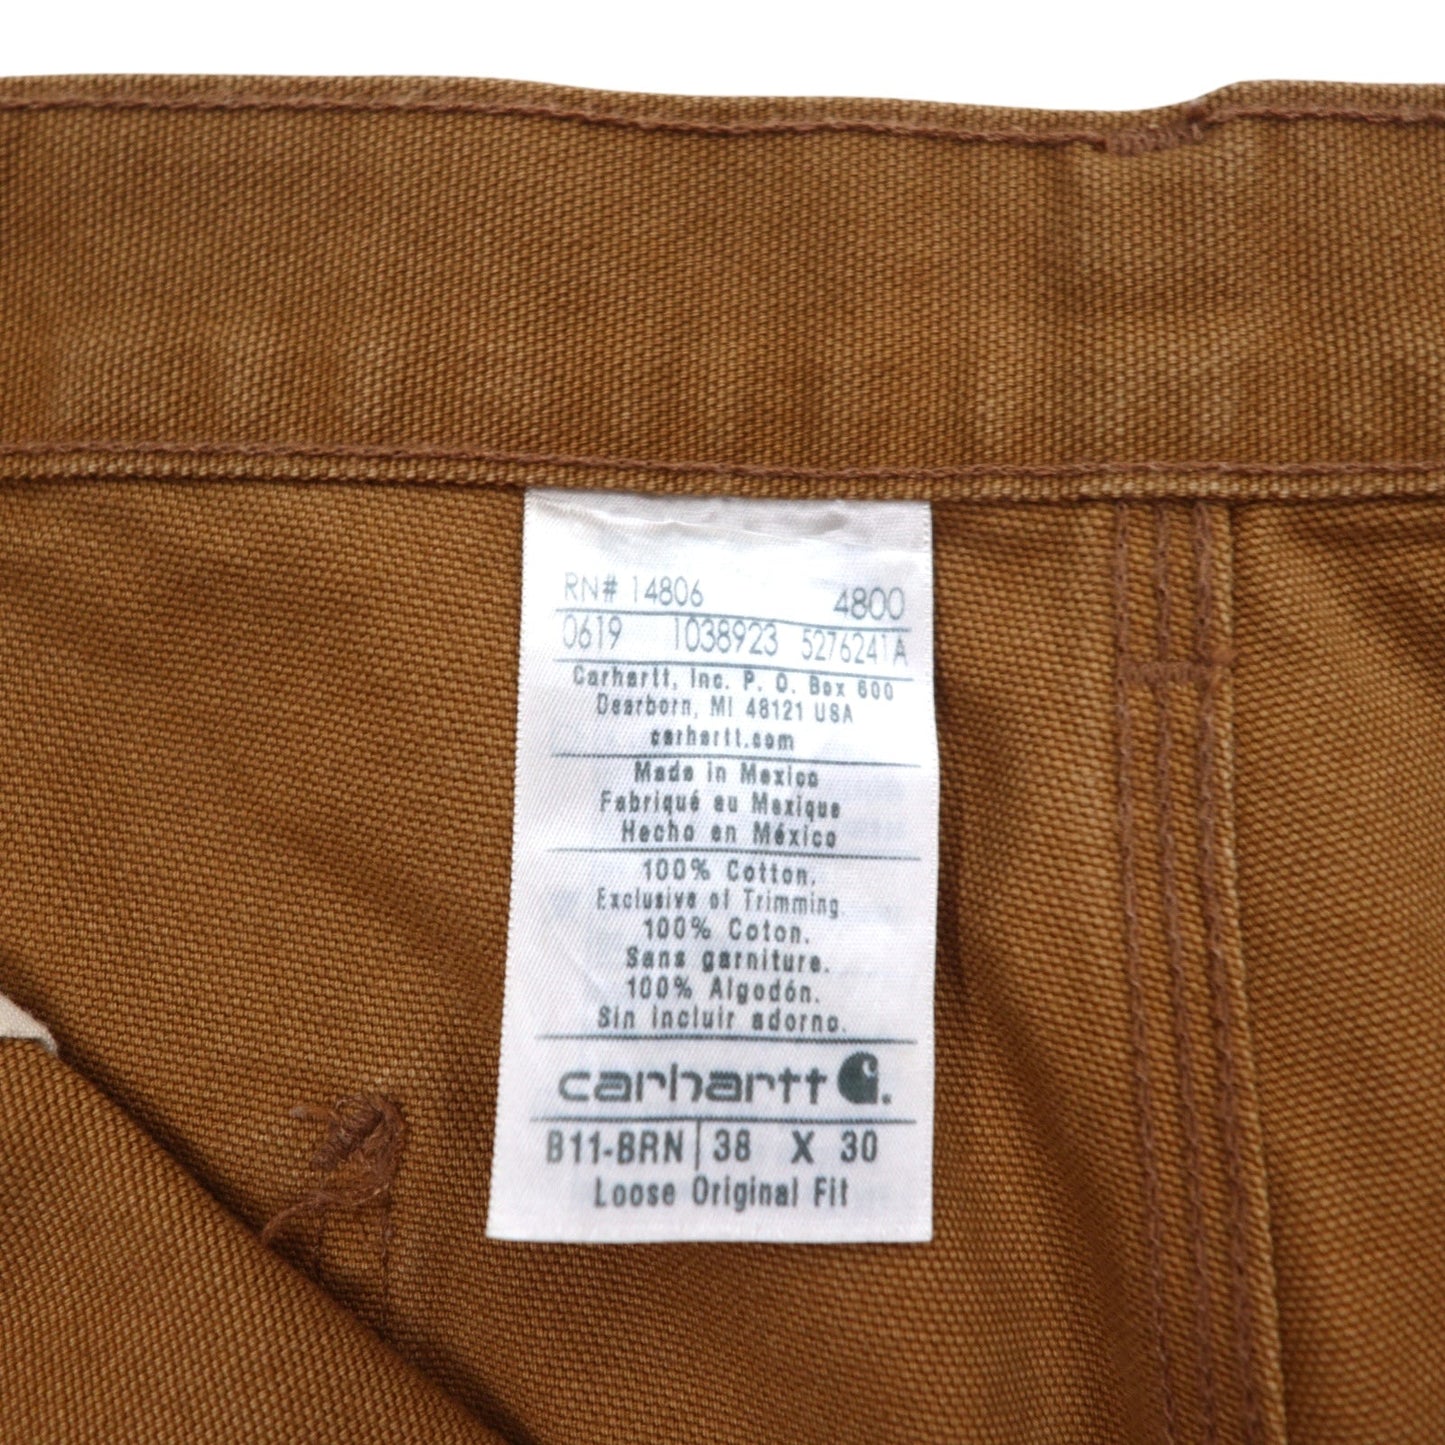 RN# 14806 4800
0619 1038923 5276241A
Carhartt, Inc. P. O. Box 600
Dearborn, MI 48121 USA
carhartt.com
Made in Mexico
Fabriqué au Mexique
Hecho en México
100% Cotton.
Exclusive of Trimming.
100% Coton.
Sans garniture.
100% Algodón.
Sin incluir adorno.
carhartt
B11-BRN 38 X 30
Loose Original Fit